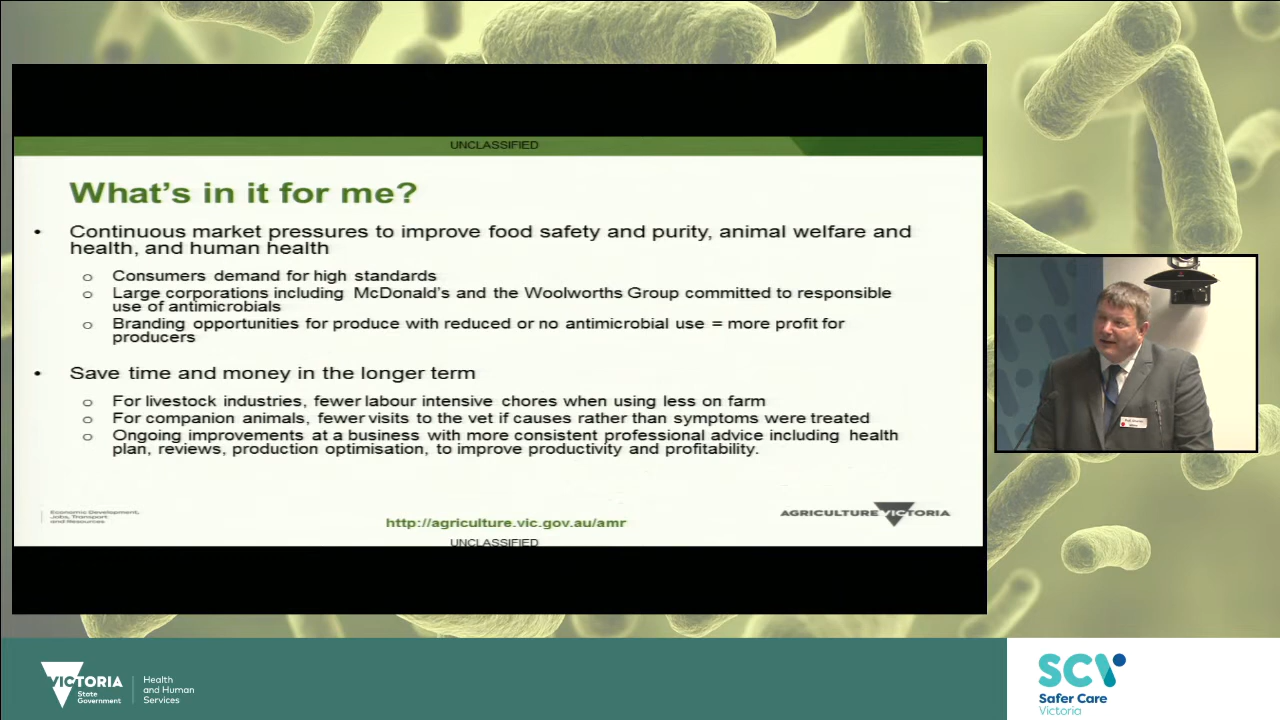 UNCLASSIFIED
What's in it for me?
• Continuous market pressures to improve food safety and purity, animal welfare and
health, and human health
o Consumers demand for high standards
o Large corporations including McDonald's and the Woolworths Group committed to responsible
use of antimicrobials
o Branding opportunities for produce with reduced or no antimicrobial use = more profit for
producers
• Save time and money in the longer term
o For livestock industries, fewer labour intensive chores when using less on farm
o For companion animals, fewer visits to the vet if causes rather than symptoms were treated
o Ongoing improvements at a business with more consistent professional advice including health
plan, reviews, production optimisation, to improve productivity and profitability.
Economic Development,
Jobs, Transport
and Resources
http://agriculture.vic.gov.au/amr
AGRICULTURE VICTORIA
UNCLASSIFIED
VICTORIA
State
Government
Health
and Human
Services
SCV
Safer Care
Victoria